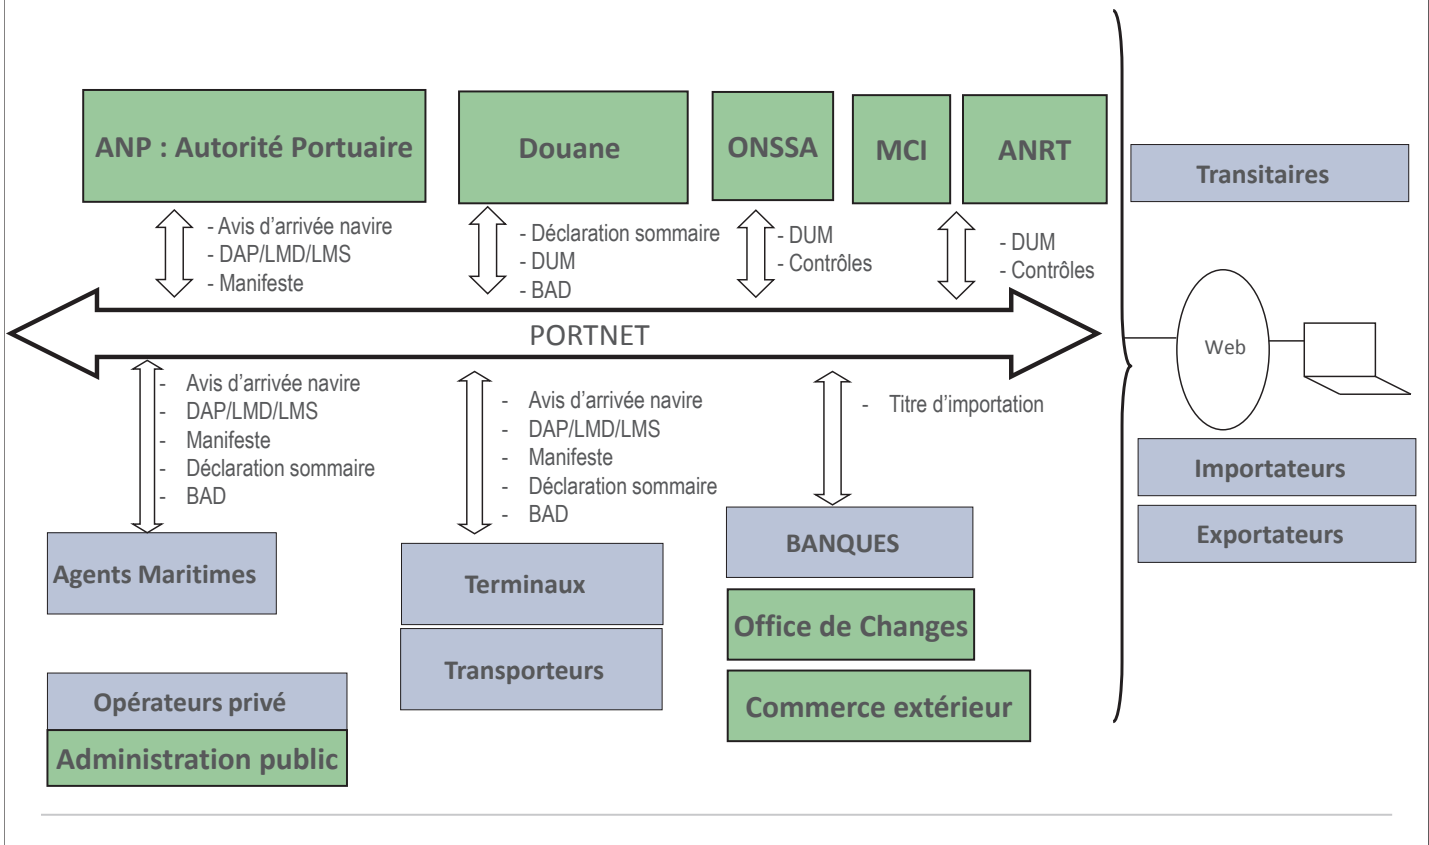 ANP : Autorité Portuaire
Douane
ONSSA
MCI
ANRT
Transitaires
- Avis d’arrivée navire
- DAP/LMD/LMS
- Manifeste
- Déclaration sommaire
- DUM
- BAD
- DUM
- Contrôles
- DUM
- Contrôles
PORTNET
Web
- Avis d’arrivée navire
- DAP/LMD/LMS
- Manifeste
- Déclaration sommaire
- BAD
- Avis d’arrivée navire
- DAP/LMD/LMS
- Manifeste
- Déclaration sommaire
- BAD
- Titre d’importation
Importateurs
Exportateurs
Agents Maritimes
Terminaux
Transporteurs
BANQUES
Office de Changes
Commerce extérieur
Opérateurs privé
Administration public